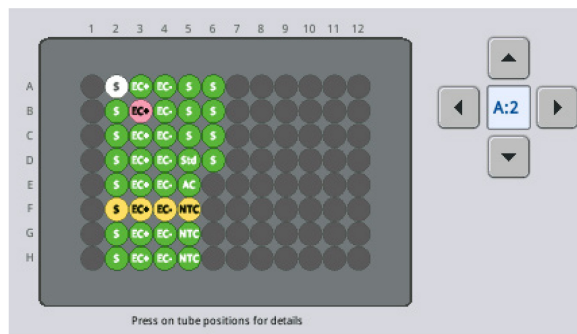 1 2 3 4 5 6 7 8 9 10 11 12
A S EC+ EC- S S
B S EC+ EC- S S A:2
C S EC+ EC- S S
D S EC+ EC- Std S
E S EC+ EC- AC
F S EC+ EC- NTC
G S EC+ EC- NTC
H S EC+ EC- NTC
Press on tube positions for details